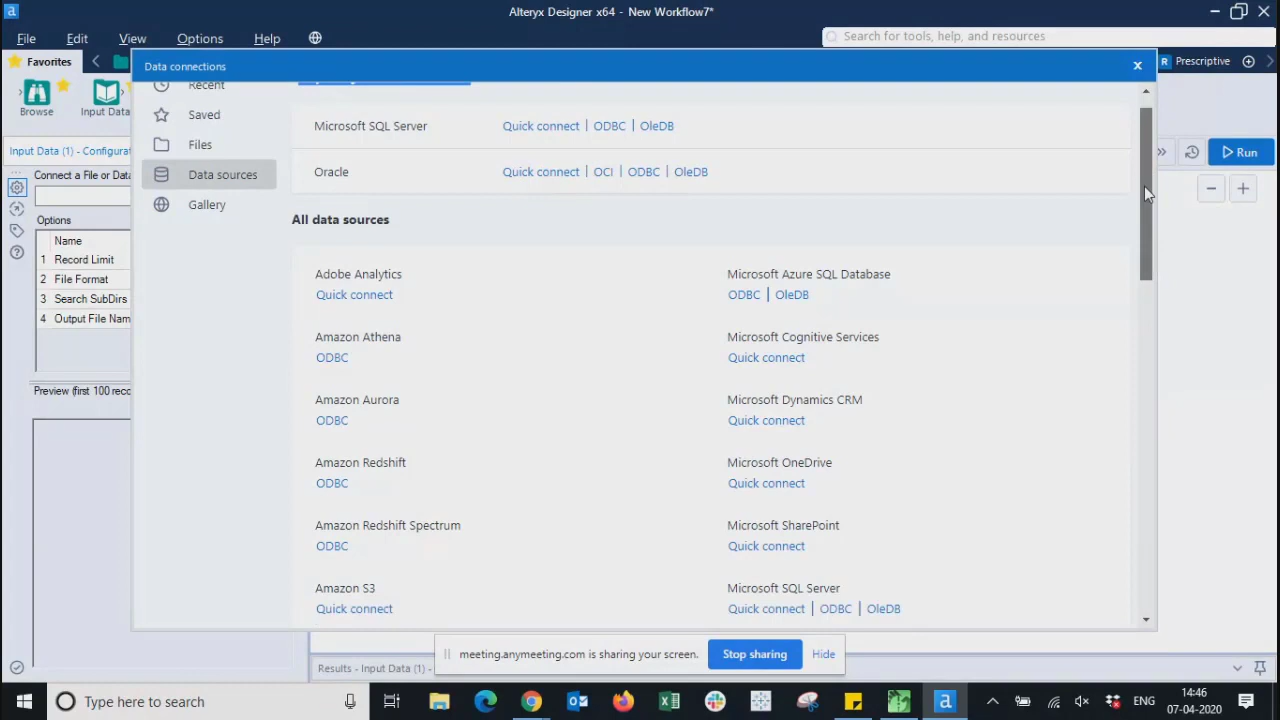 Alteryx Designer x64 - New Workflow7*
File Edit View Options Help
Search for tools, help, and resources
Favorites
Prescriptive
Browse
Input Data
Input Data (1) - Configurat
Run
Connect a File or Data
Options
Name
1 Record Limit
2 File Format
3 Search SubDirs
4 Output File Nam
Preview (first 100 reco
Data connections
Recent
Saved
Files
Data sources
Gallery
Microsoft SQL Server Quick connect | ODBC | OleDB
Oracle Quick connect | OCI | ODBC | OleDB
All data sources
Adobe Analytics
Quick connect
Microsoft Azure SQL Database
ODBC | OleDB
Amazon Athena
ODBC
Microsoft Cognitive Services
Quick connect
Amazon Aurora
ODBC
Microsoft Dynamics CRM
Quick connect
Amazon Redshift
ODBC
Microsoft OneDrive
Quick connect
Amazon Redshift Spectrum
ODBC
Microsoft SharePoint
Quick connect
Amazon S3
Quick connect
Microsoft SQL Server
Quick connect | ODBC | OleDB
meeting.anymeeting.com is sharing your screen. Stop sharing Hide
Results - Input Data (1) -
Type here to search
ENG
14:46
07-04-2020